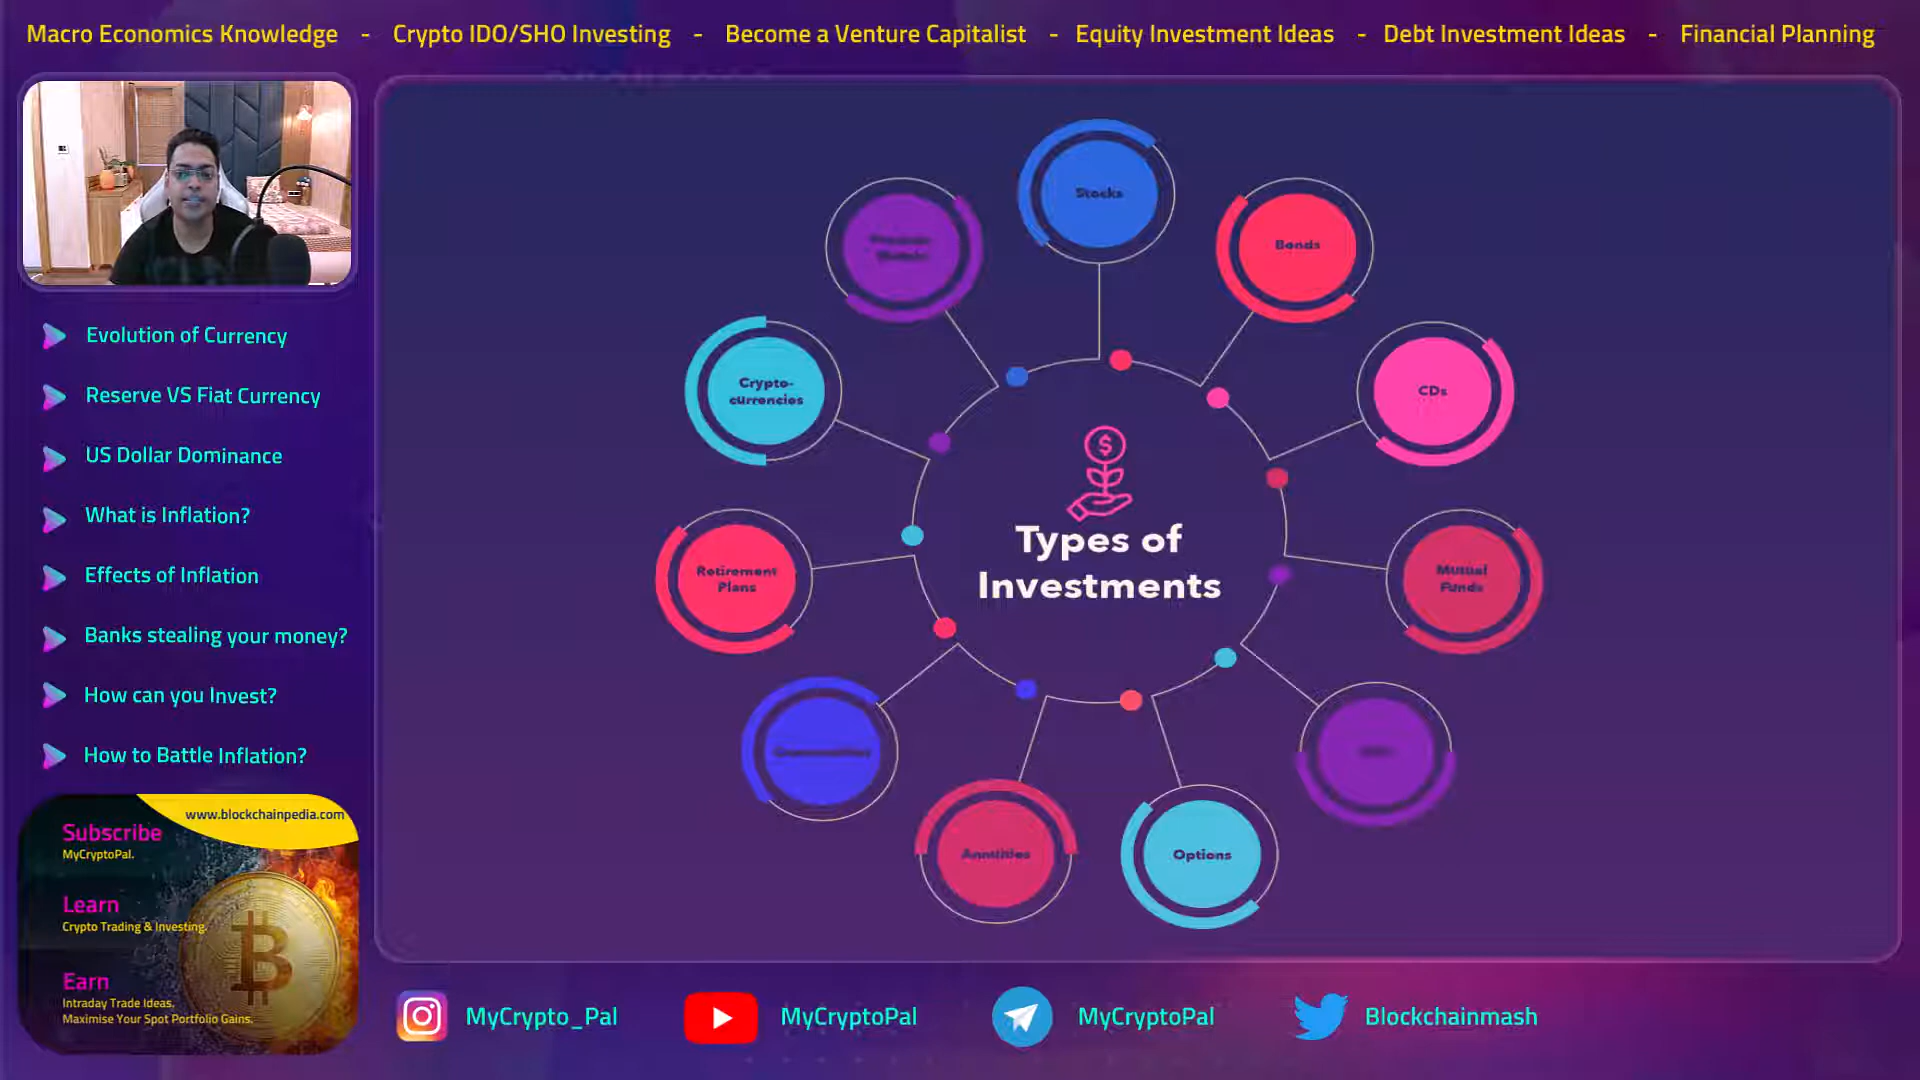 Macro Economics Knowledge - Crypto IDO/SHO Investing - Become a Venture Capitalist - Equity Investment Ideas - Debt Investment Ideas - Financial Planning
Evolution of Currency
Reserve VS Fiat Currency
US Dollar Dominance
What is Inflation?
Effects of Inflation
Banks stealing your money?
How can you Invest?
How to Battle Inflation?
www.blockchainpedia.com
Subscribe
MyCryptoPal.
Learn
Crypto Trading & Investing.
Earn
Intraday Trade Ideas.
Maximise Your Spot Portfolio Gains.
Stocks
Bonds
CDs
Mutual
Funds
Options
Annuities
Retirement
Plans
Crypto-
currencies
$
Types of
Investments
MyCrypto_Pal
MyCryptoPal
MyCryptoPal
Blockchainmash